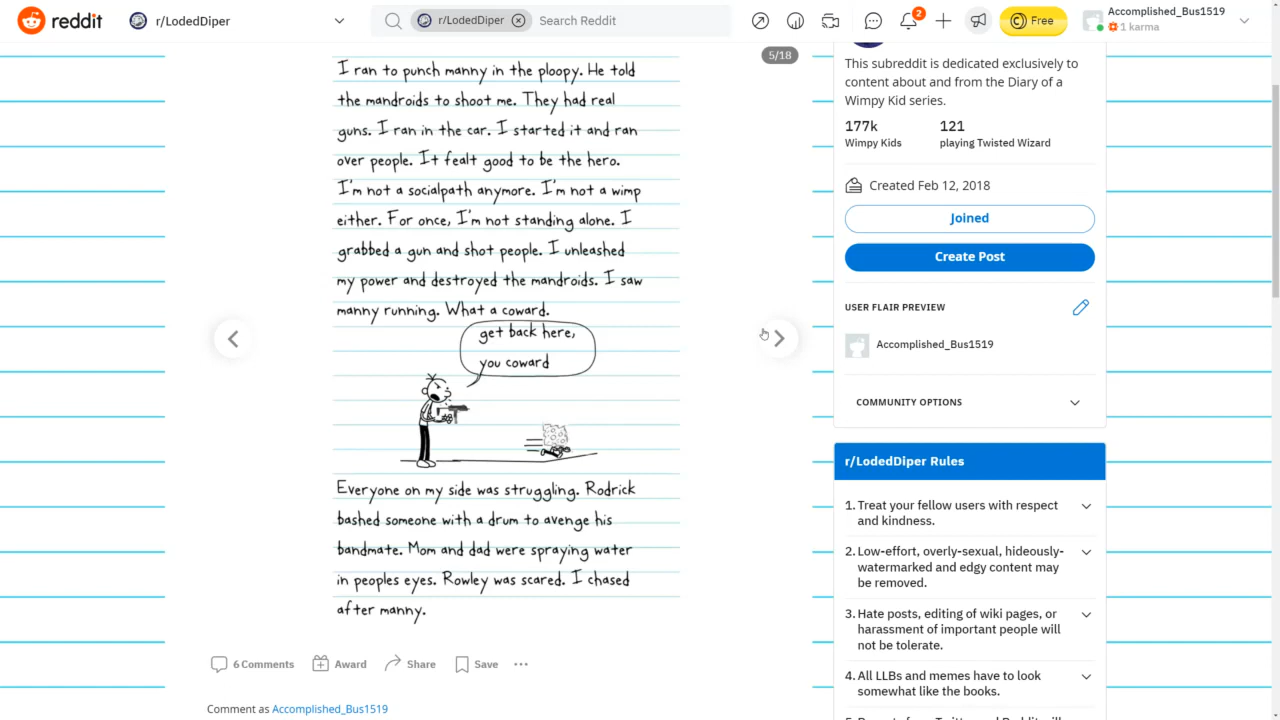 reddit
r/LodedDiper
r/LodedDiper
Search Reddit
2
Free
Accomplished_Bus1519
1 karma
5/18
I ran to punch manny in the ploopy. He told
the mandroids to shoot me. They had real
guns. I ran in the car. I started it and ran
over people. It fealt good to be the hero.
I'm not a socialpath anymore. I'm not a wimp
either. For once, I'm not standing alone. I
grabbed a gun and shot people. I unleashed
my power and destroyed the mandroids. I saw
manny running. What a coward.
get back here,
you coward
Everyone on my side was struggling. Rodrick
bashed someone with a drum to avenge his
bandmate. Mom and dad were spraying water
in peoples eyes. Rowley was scared. I chased
after manny.
6 Comments
Award
Share
Save
Comment as Accomplished_Bus1519
This subreddit is dedicated exclusively to
content about and from the Diary of a
Wimpy Kid series.
177k
Wimpy Kids
121
playing Twisted Wizard
Created Feb 12, 2018
Joined
Create Post
USER FLAIR PREVIEW
Accomplished_Bus1519
COMMUNITY OPTIONS
r/LodedDiper Rules
1. Treat your fellow users with respect
and kindness.
2. Low-effort, overly-sexual, hideously-
watermarked and edgy content may
be removed.
3. Hate posts, editing of wiki pages, or
harassment of important people will
not be tolerate.
4. All LLBs and memes have to look
somewhat like the books.